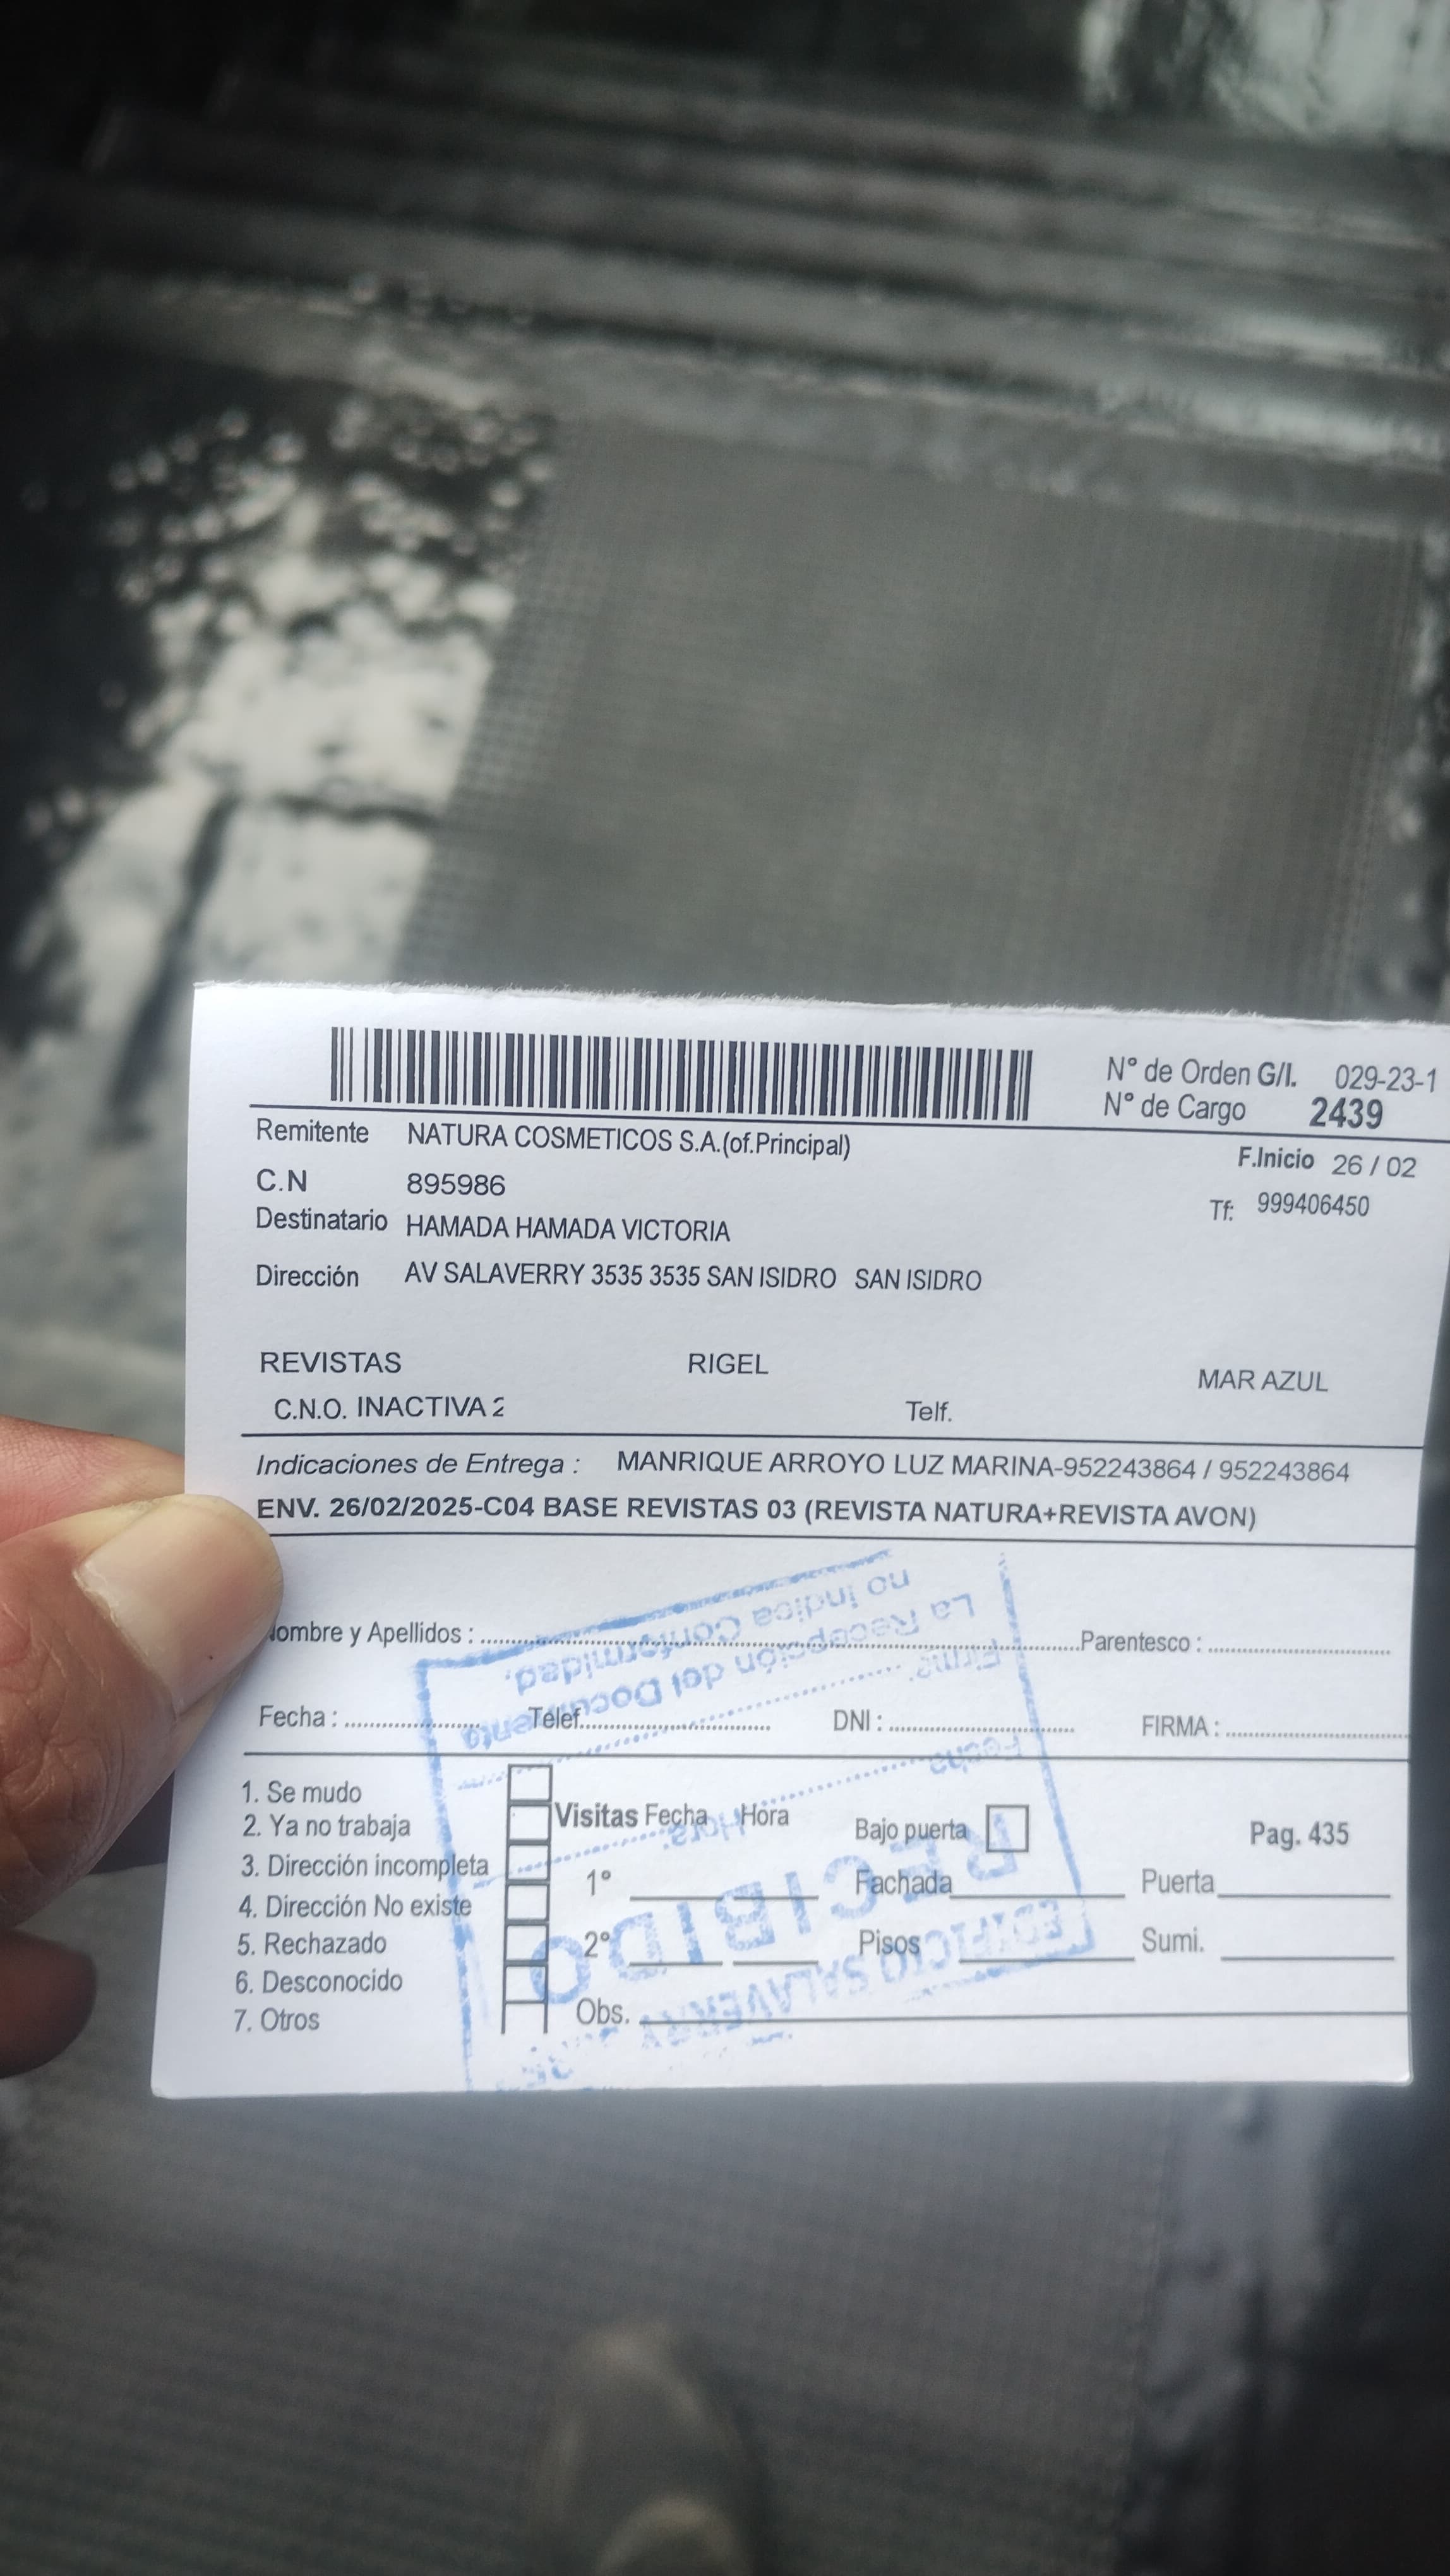 N° de Orden G/I. 029-23-1
N° de Cargo 2439
Remitente NATURA COSMETICOS S.A.(of.Principal)
F.Inicio 26 / 02
C.N 895986
Tf: 999406450
Destinatario HAMADA HAMADA VICTORIA
Dirección AV SALAVERRY 3535 3535 SAN ISIDRO SAN ISIDRO
REVISTAS RIGEL MAR AZUL
C.N.O. INACTIVA 2 Telf.
Indicaciones de Entrega : MANRIQUE ARROYO LUZ MARINA-952243864 / 952243864
ENV. 26/02/2025-C04 BASE REVISTAS 03 (REVISTA NATURA+REVISTA AVON)
ombre y Apellidos : Parentesco :
Fecha : Telef. DNI : FIRMA :
1. Se mudo
2. Ya no trabaja
3. Dirección incompleta
4. Dirección No existe
5. Rechazado
6. Desconocido
7. Otros
Visitas Fecha Hora
1°
2°
Obs.
Bajo puerta
Fachada Puerta
Pisos Sumi.
Pag. 435
EDIFICIO SALAVERRY
RECIBIDO
Fecha Hora:
Firma:
La Recepción del Documento
no indica Conformidad.